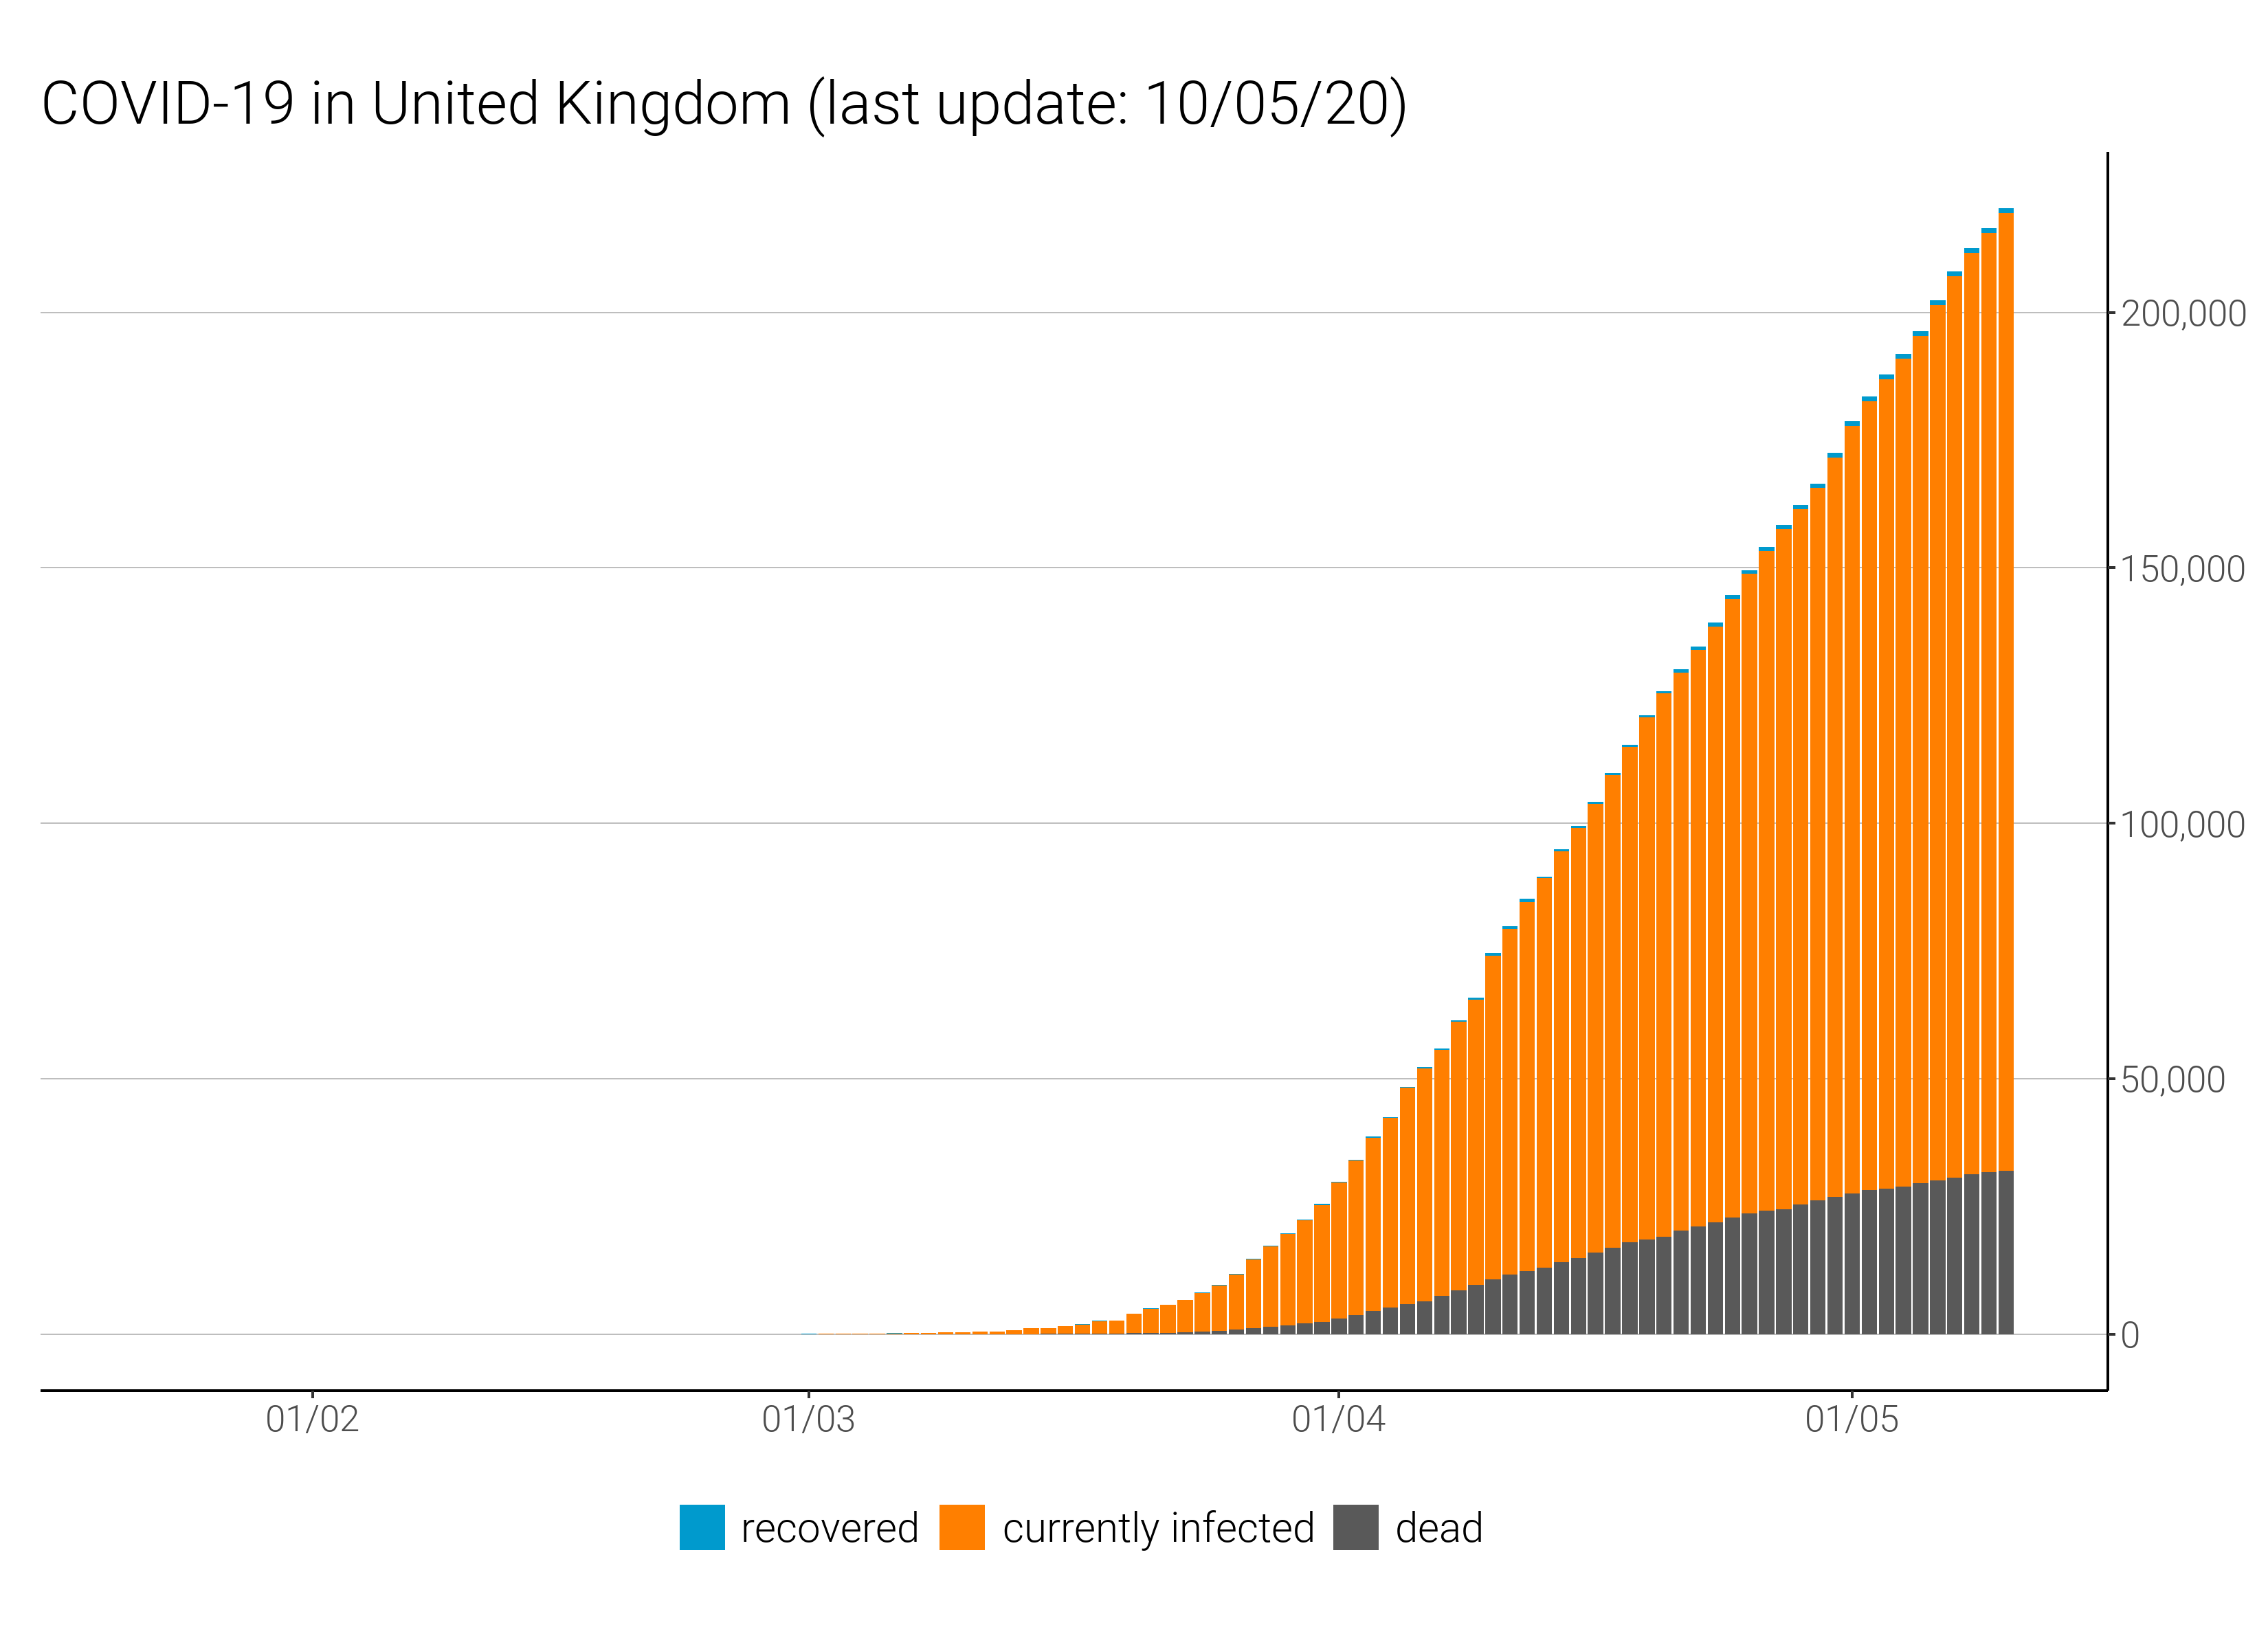 COVID-19 in United Kingdom (last update: 10/05/20)
200,000
150,000
100,000
50,000
0
01/02 01/03 01/04 01/05
recovered currently infected dead